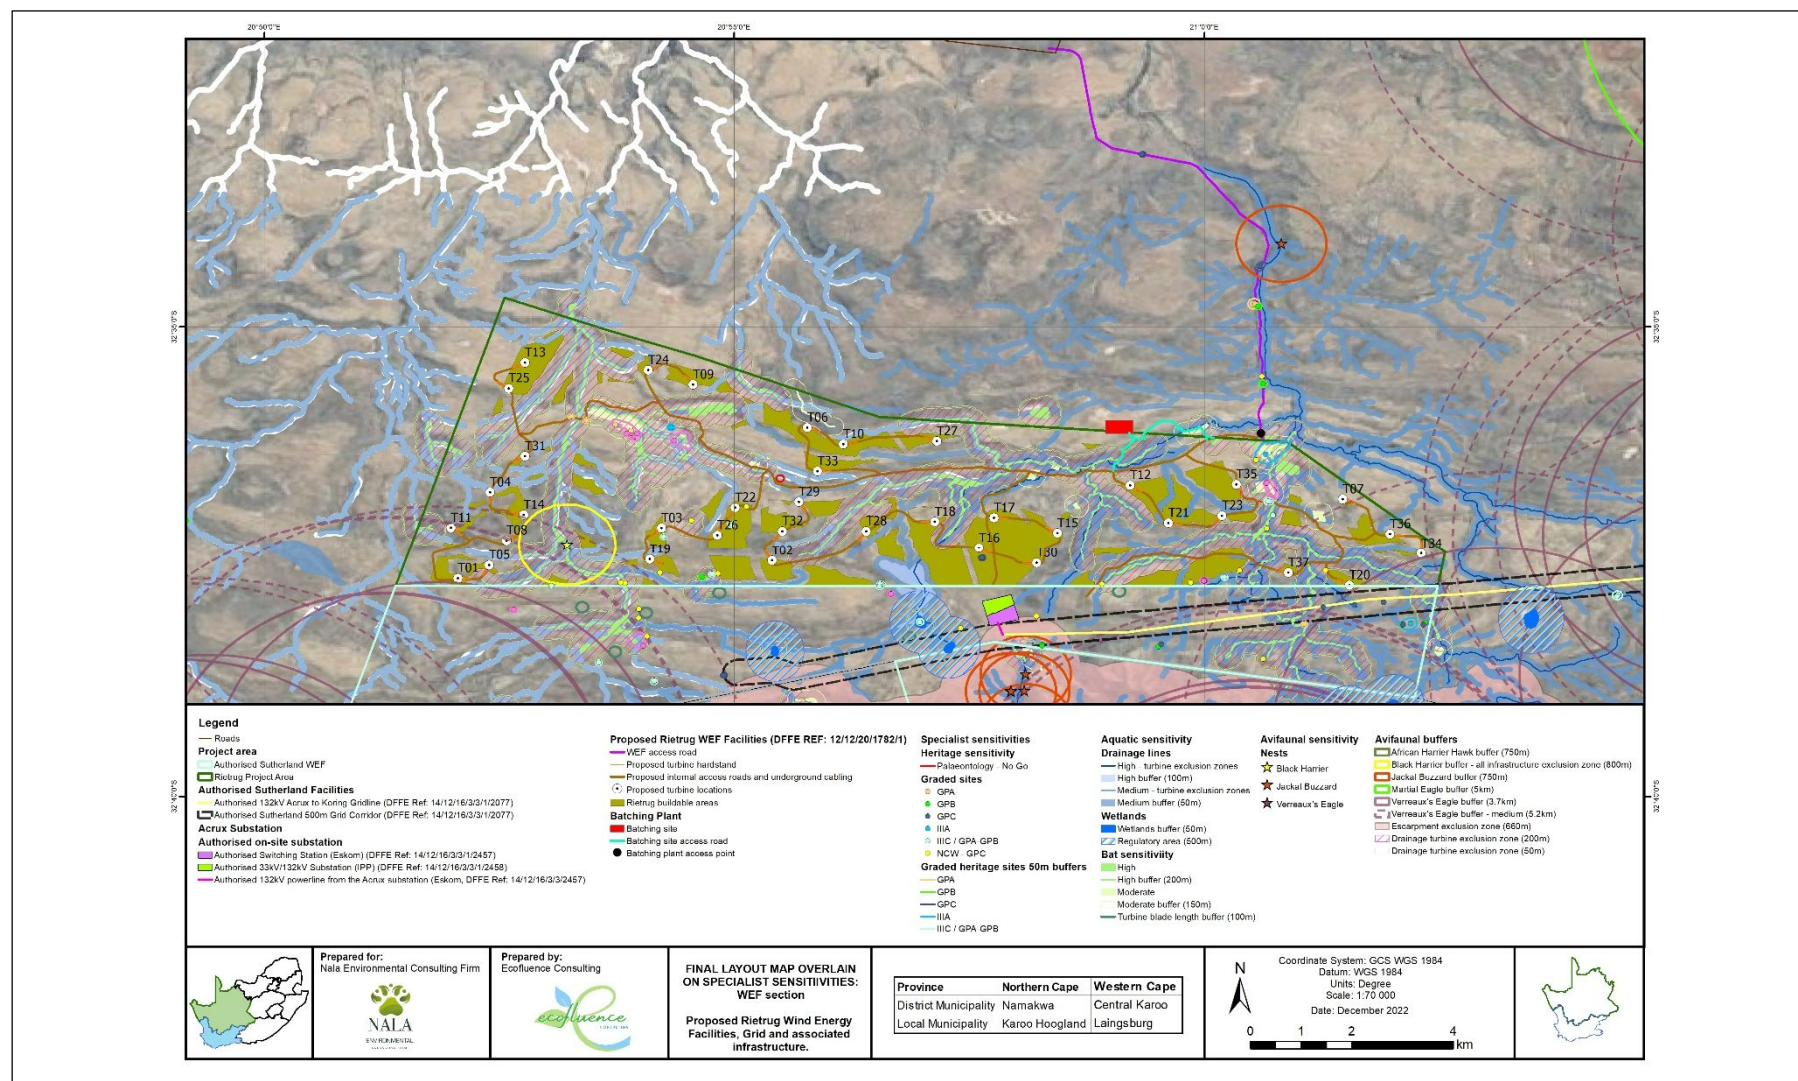 20°50'0"E
20°55'0"E
21°0'0"E
32°35'0"S
32°35'0"S
32°40'0"S
32°40'0"S
T13
T24
T25
T09
T06
T10
T27
T31
T33
T12
T35
T04
T07
T22
T29
T14
T17
T11
T03
T18
T23
T08
T26
T32
T28
T15
T21
T36
T05
T16
T34
T19
T02
T30
T01
T37
T20
Legend
Roads
Project area
Authorised Sutherland WEF
Rietrug Project Area
Authorised Sutherland Facilities
Authorised 132kV Acrux to Koring Gridline (DFFE Ref: 14/12/16/3/3/1/2077)
Authorised Sutherland 500m Grid Corridor (DFFE Ref: 14/12/16/3/3/1/2077)
Acrux Substation
Authorised on-site substation
Authorised Switching Station (Eskom) (DFFE Ref: 14/12/16/3/3/1/2457)
Authorised 33kV/132kV Substation (IPP) (DFFE Ref: 14/12/16/3/3/1/2458)
Authorised 132kV powerline from the Acrux substation (Eskom, DFFE Ref: 14/12/16/3/3/2457)
Proposed Rietrug WEF Facilities (DFFE REF: 12/12/20/1782/1)
WEF access road
Proposed turbine hardstand
Proposed internal access roads and underground cabling
Proposed turbine locations
Rietrug buildable areas
Batching Plant
Batching site
Batching site access road
Batching plant access point
Specialist sensitivities
Heritage sensitivity
Palaeontology - No Go
Graded sites
GPA
GPB
GPC
IIIA
IIIC / GPA GPB
NCW - GPC
Graded heritage sites 50m buffers
GPA
GPB
GPC
IIIA
IIIC / GPA GPB
Aquatic sensitivity
Drainage lines
High - turbine exclusion zones
High buffer (100m)
Medium - turbine exclusion zones
Medium buffer (50m)
Wetlands
Wetlands buffer (50m)
Regulatory area (500m)
Bat sensitiviity
High
High buffer (200m)
Moderate
Moderate buffer (150m)
Turbine blade length buffer (100m)
Avifaunal sensitivity
Nests
Black Harrier
Jackal Buzzard
Verreaux's Eagle
Avifaunal buffers
African Harrier Hawk buffer (750m)
Black Harrier buffer - all infrastructure exclusion zone (800m)
Jackal Buzzard buffer (750m)
Martial Eagle buffer (5km)
Verreaux's Eagle buffer (3.7km)
Verreaux's Eagle buffer - medium (5.2km)
Escarpment exclusion zone (660m)
Drainage turbine exclusion zone (200m)
Drainage turbine exclusion zone (50m)
Prepared for:
Nala Environmental Consulting Firm
NALA
ENVIRONMENTAL
Prepared by:
Ecofluence Consulting
ecofluence
FINAL LAYOUT MAP OVERLAIN
ON SPECIALIST SENSITIIVITIES:
WEF section
Proposed Rietrug Wind Energy
Facilities, Grid and associated
infrastructure.
Province Northern Cape Western Cape
District Municipality Namakwa Central Karoo
Local Municipality Karoo Hoogland Laingsburg
N
Coordinate System: GCS WGS 1984
Datum: WGS 1984
Units: Degree
Scale: 1:70 000
Date: December 2022
0 1 2 4
km